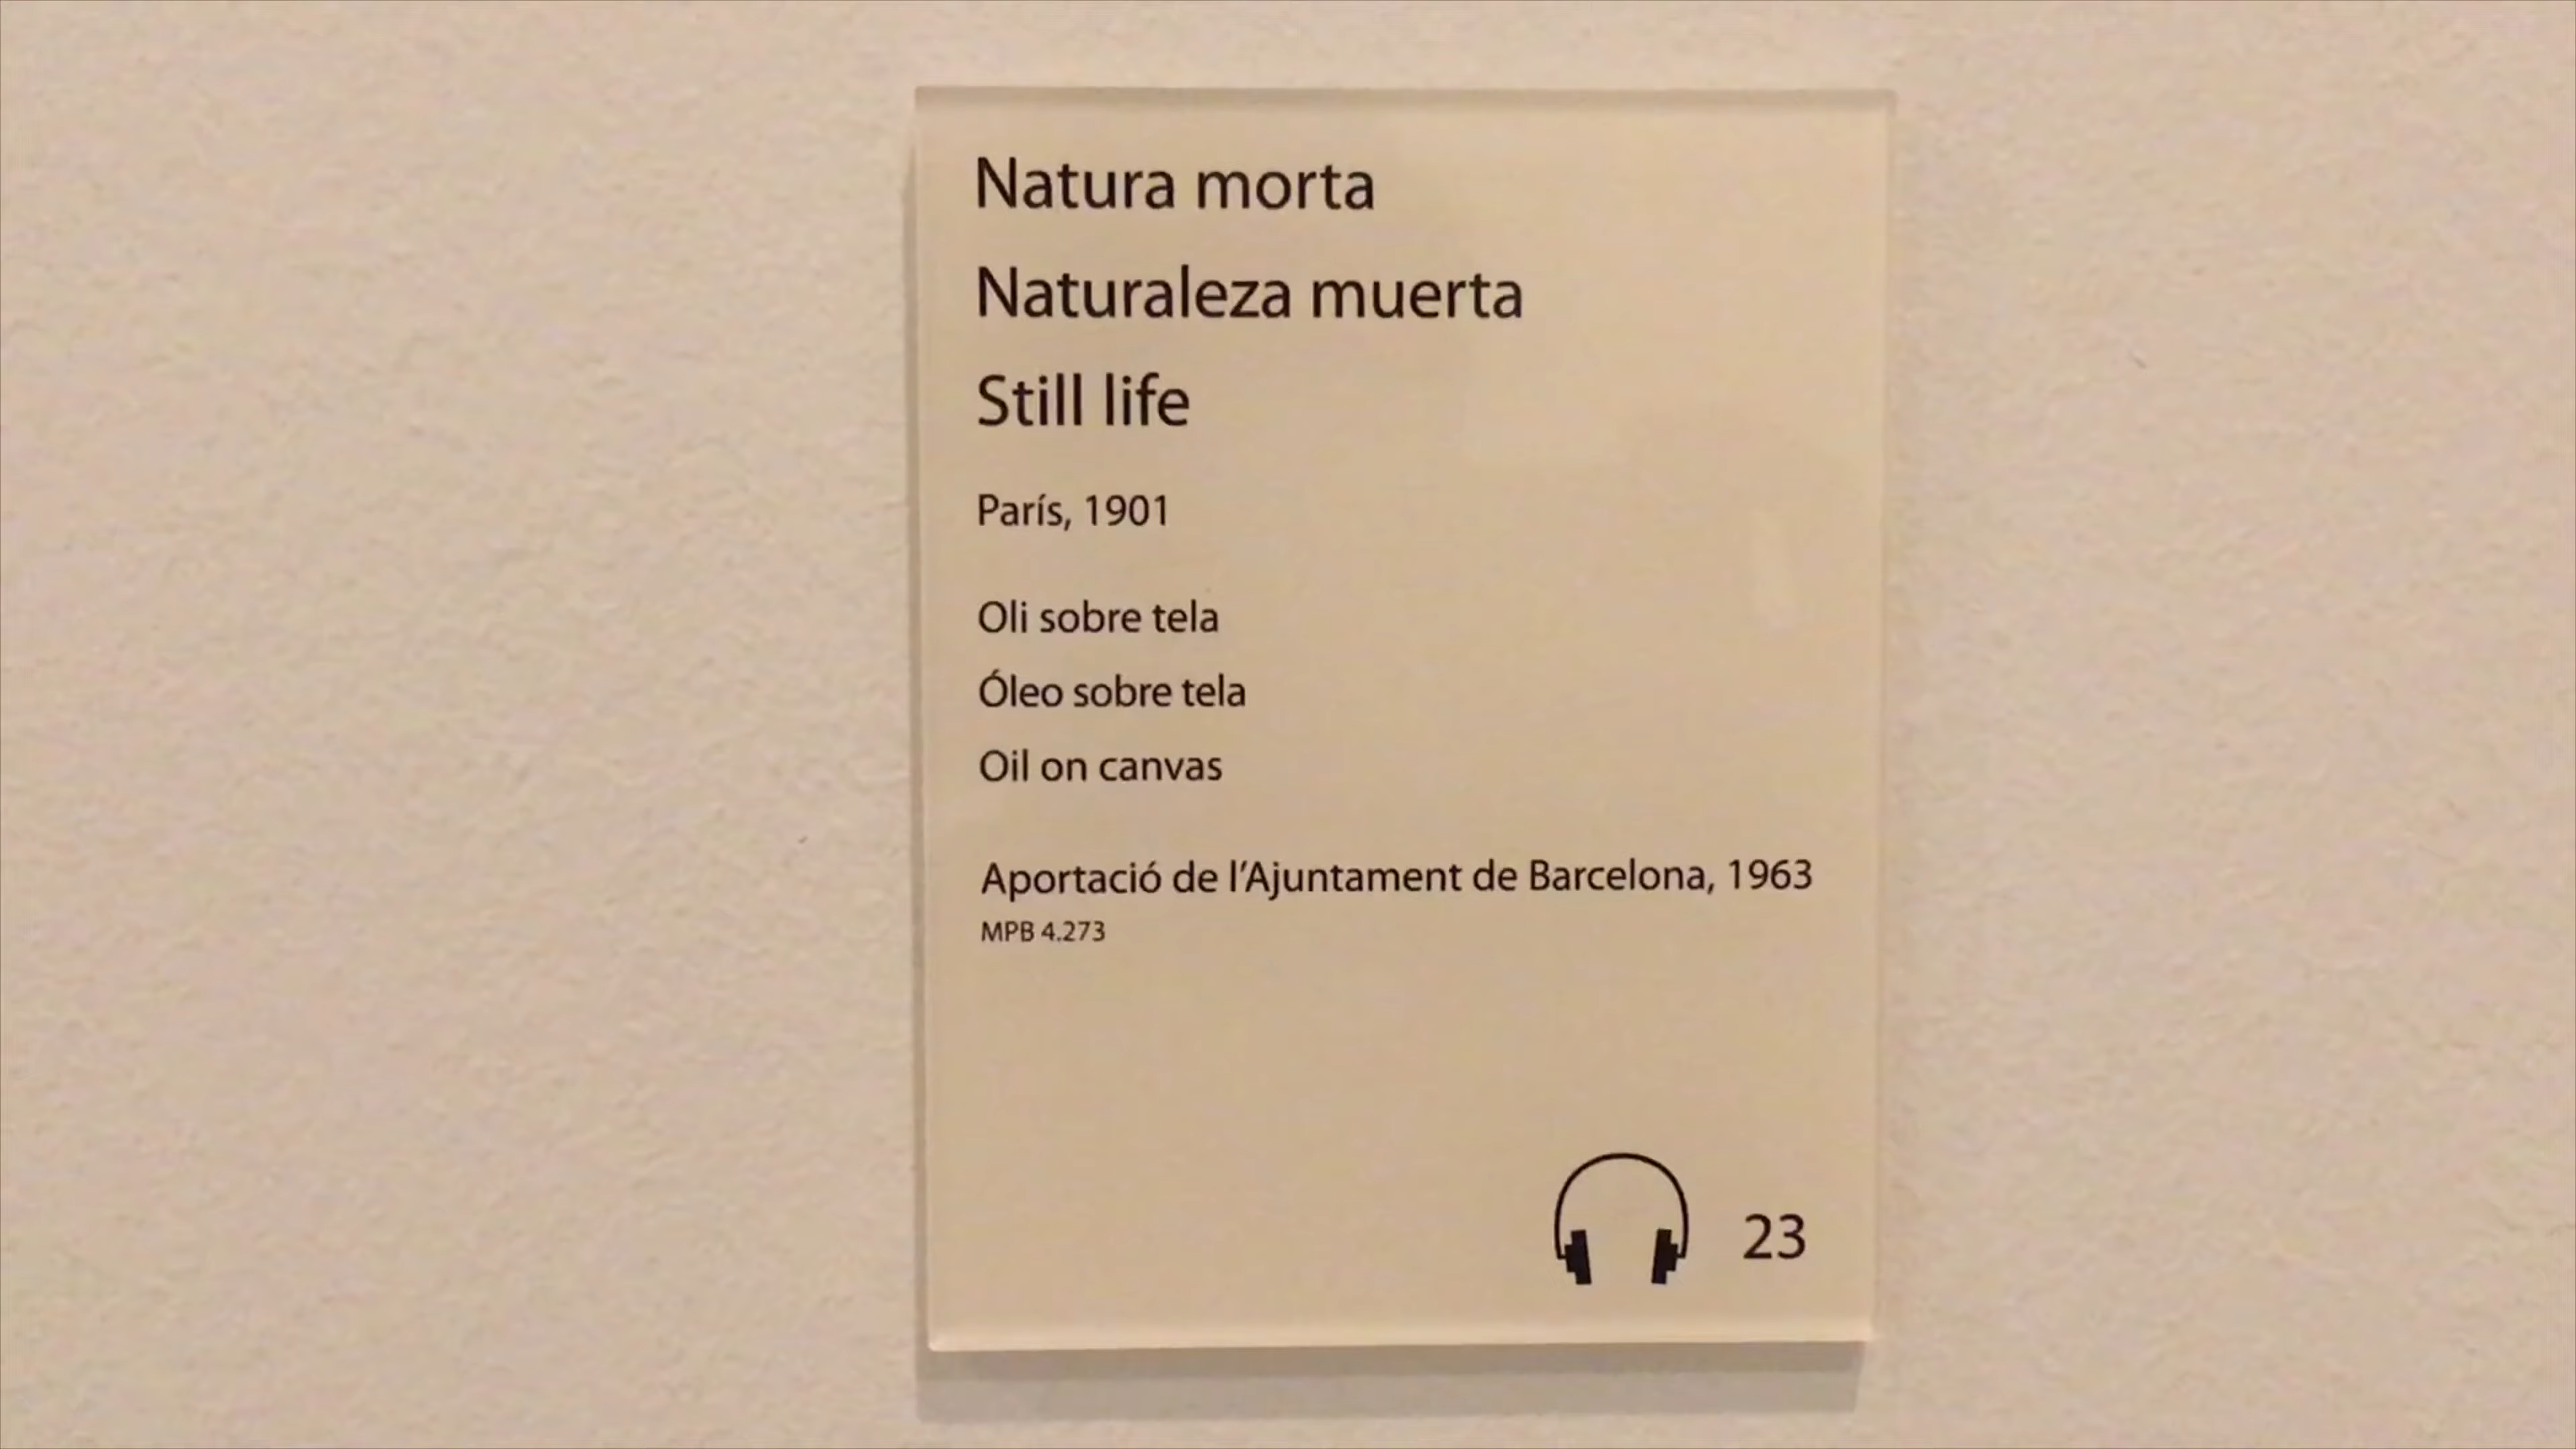 Natura morta
Naturaleza muerta
Still life
París, 1901
Oli sobre tela
Óleo sobre tela
Oil on canvas
Aportació de l'Ajuntament de Barcelona, 1963
MPB 4.273
23